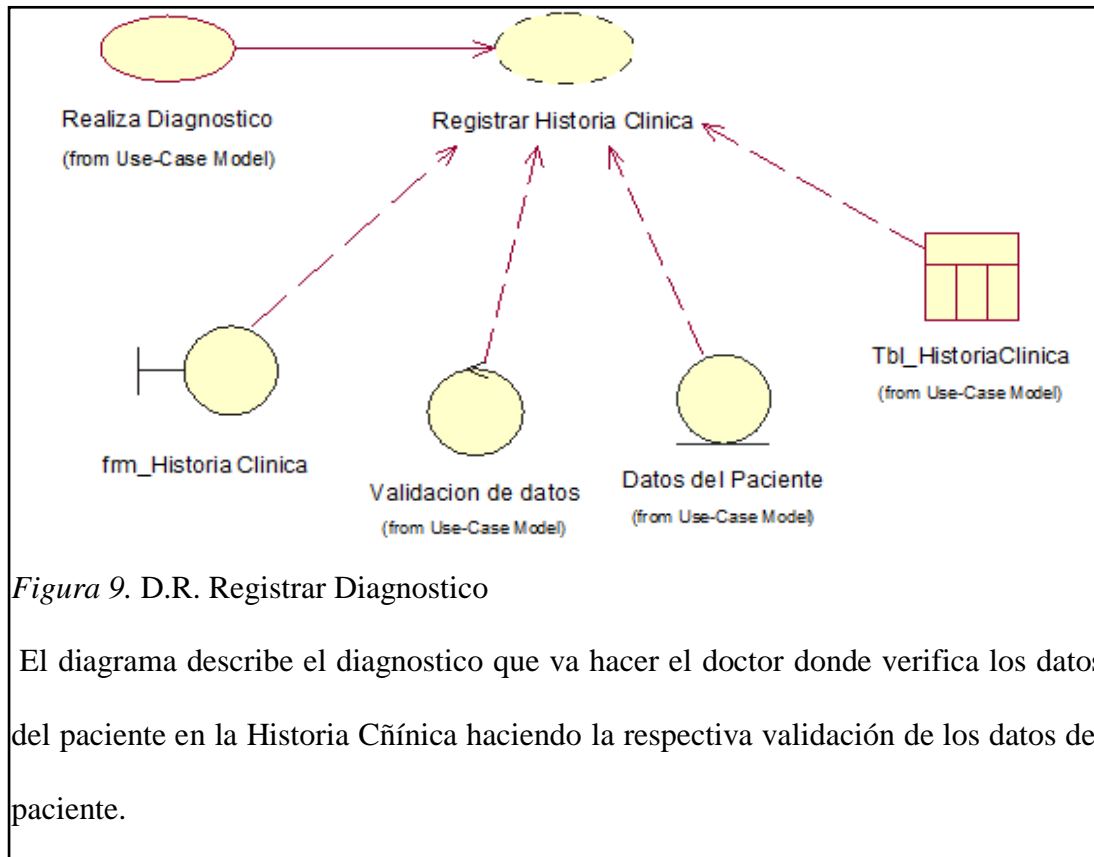 Realiza Diagnostico
(from Use-Case Model)
Registrar Historia Clinica
frm_Historia Clinica
Validacion de datos
(from Use-Case Model)
Datos del Paciente
(from Use-Case Model)
Tbl_HistoriaClinica
(from Use-Case Model)
Figura 9. D.R. Registrar Diagnostico
El diagrama describe el diagnostico que va hacer el doctor donde verifica los datos
del paciente en la Historia Cñínica haciendo la respectiva validación de los datos de
paciente.